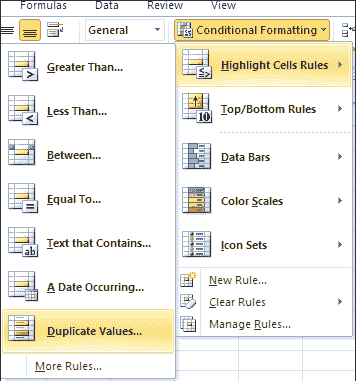 Formulas Data Review View
General Conditional Formatting
Greater Than...
Less Than...
Between...
Equal To...
Text that Contains...
A Date Occurring...
Duplicate Values...
More Rules...
Highlight Cells Rules
Top/Bottom Rules
Data Bars
Color Scales
Icon Sets
New Rule...
Clear Rules
Manage Rules...
ab
10